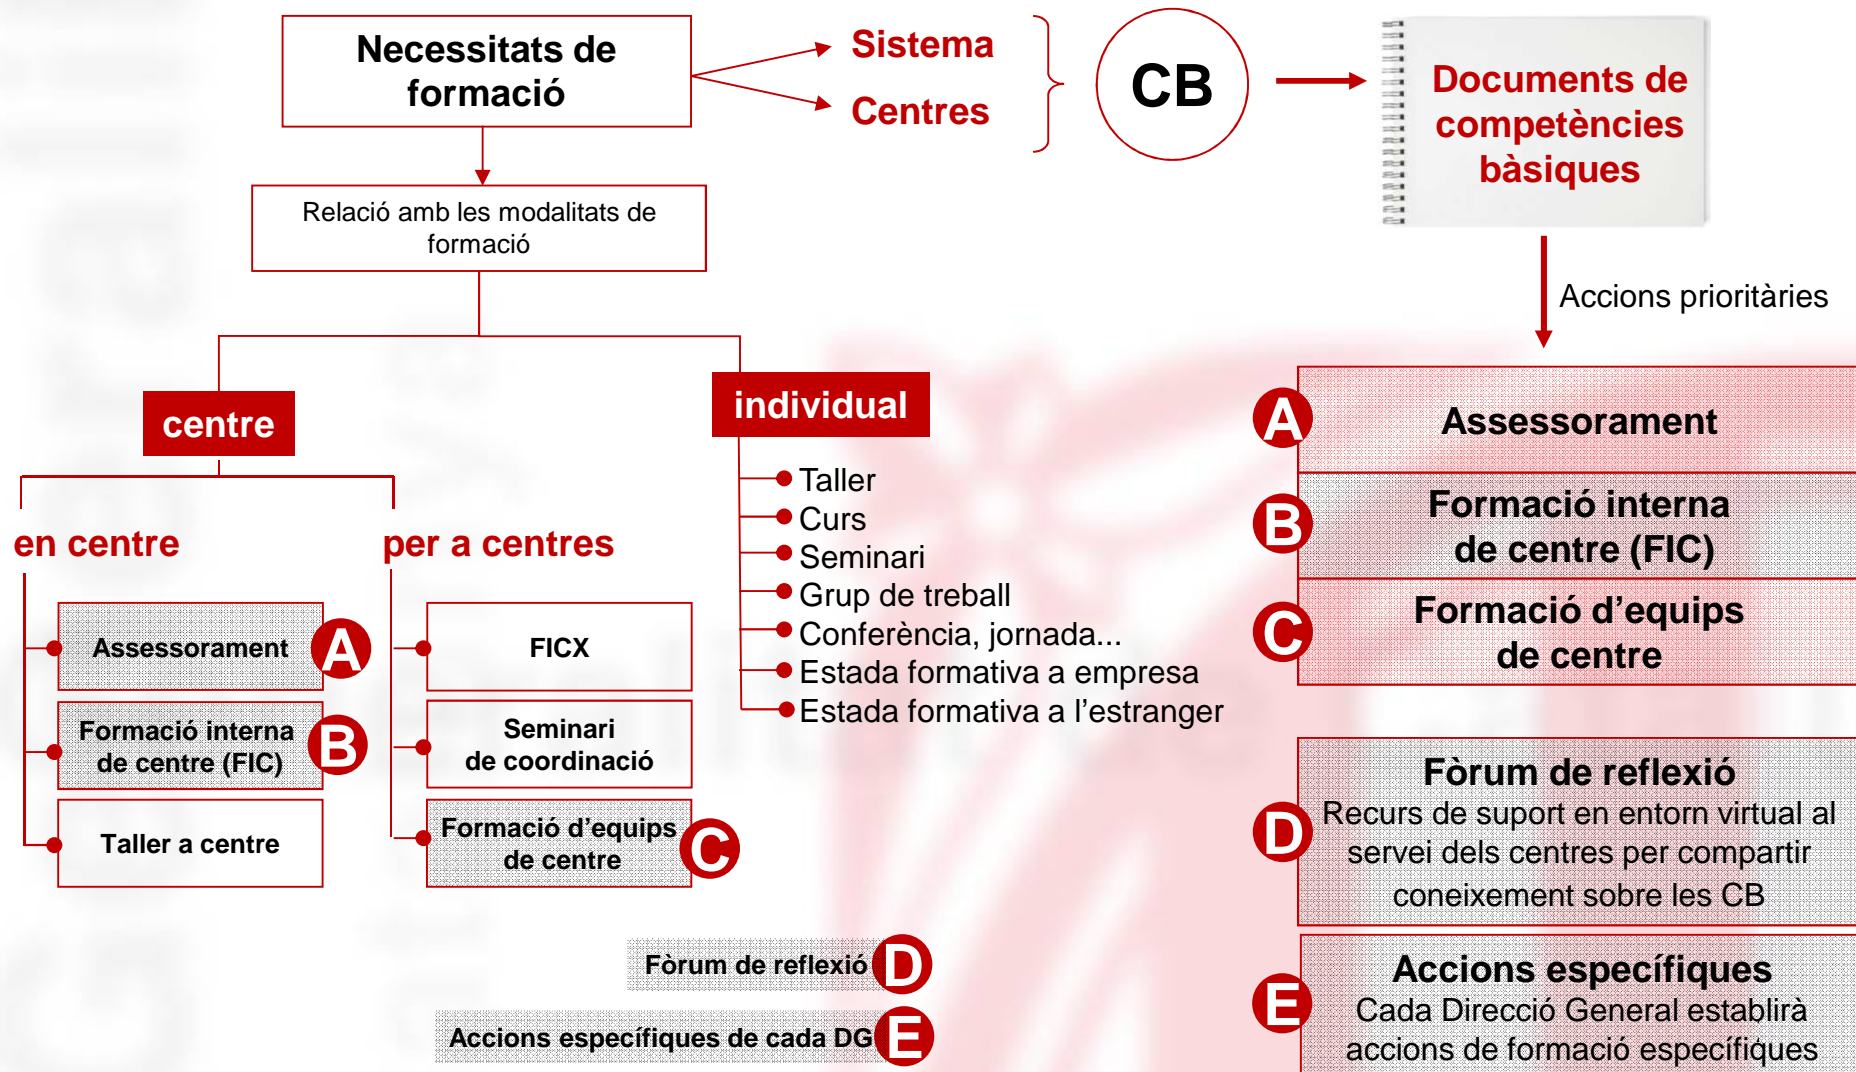 Necessitats de
formació
Sistema
Centres
CB
Documents de
competències
bàsiques
Relació amb les modalitats de
formació
Accions prioritàries
centre
individual
en centre
per a centres
Assessorament
A
Formació interna
de centre (FIC)
B
Taller a centre
FICX
Seminari
de coordinació
Formació d’equips
de centre
C
Taller
Curs
Seminari
Grup de treball
Conferència, jornada...
Estada formativa a empresa
Estada formativa a l’estranger
Fòrum de reflexió
D
Accions específiques de cada DG
E
A
Assessorament
B
Formació interna
de centre (FIC)
C
Formació d’equips
de centre
D
Fòrum de reflexió
Recurs de suport en entorn virtual al
servei dels centres per compartir
coneixement sobre les CB
E
Accions específiques
Cada Direcció General establirà
accions de formació específiques